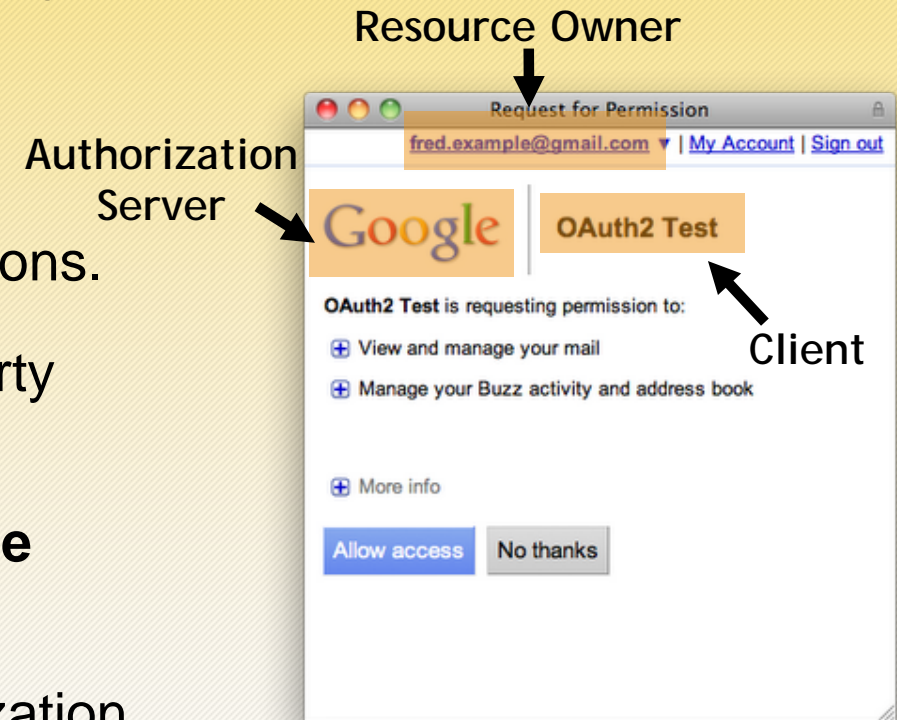 Resource Owner
Request for Permission
fred.example@gmail.com ▼ | My Account | Sign out
Authorization
Server
Google
OAuth2 Test
ons.
OAuth2 Test is requesting permission to:
View and manage your mail
Client
rty
Manage your Buzz activity and address book
More info
e
Allow access
No thanks
zation